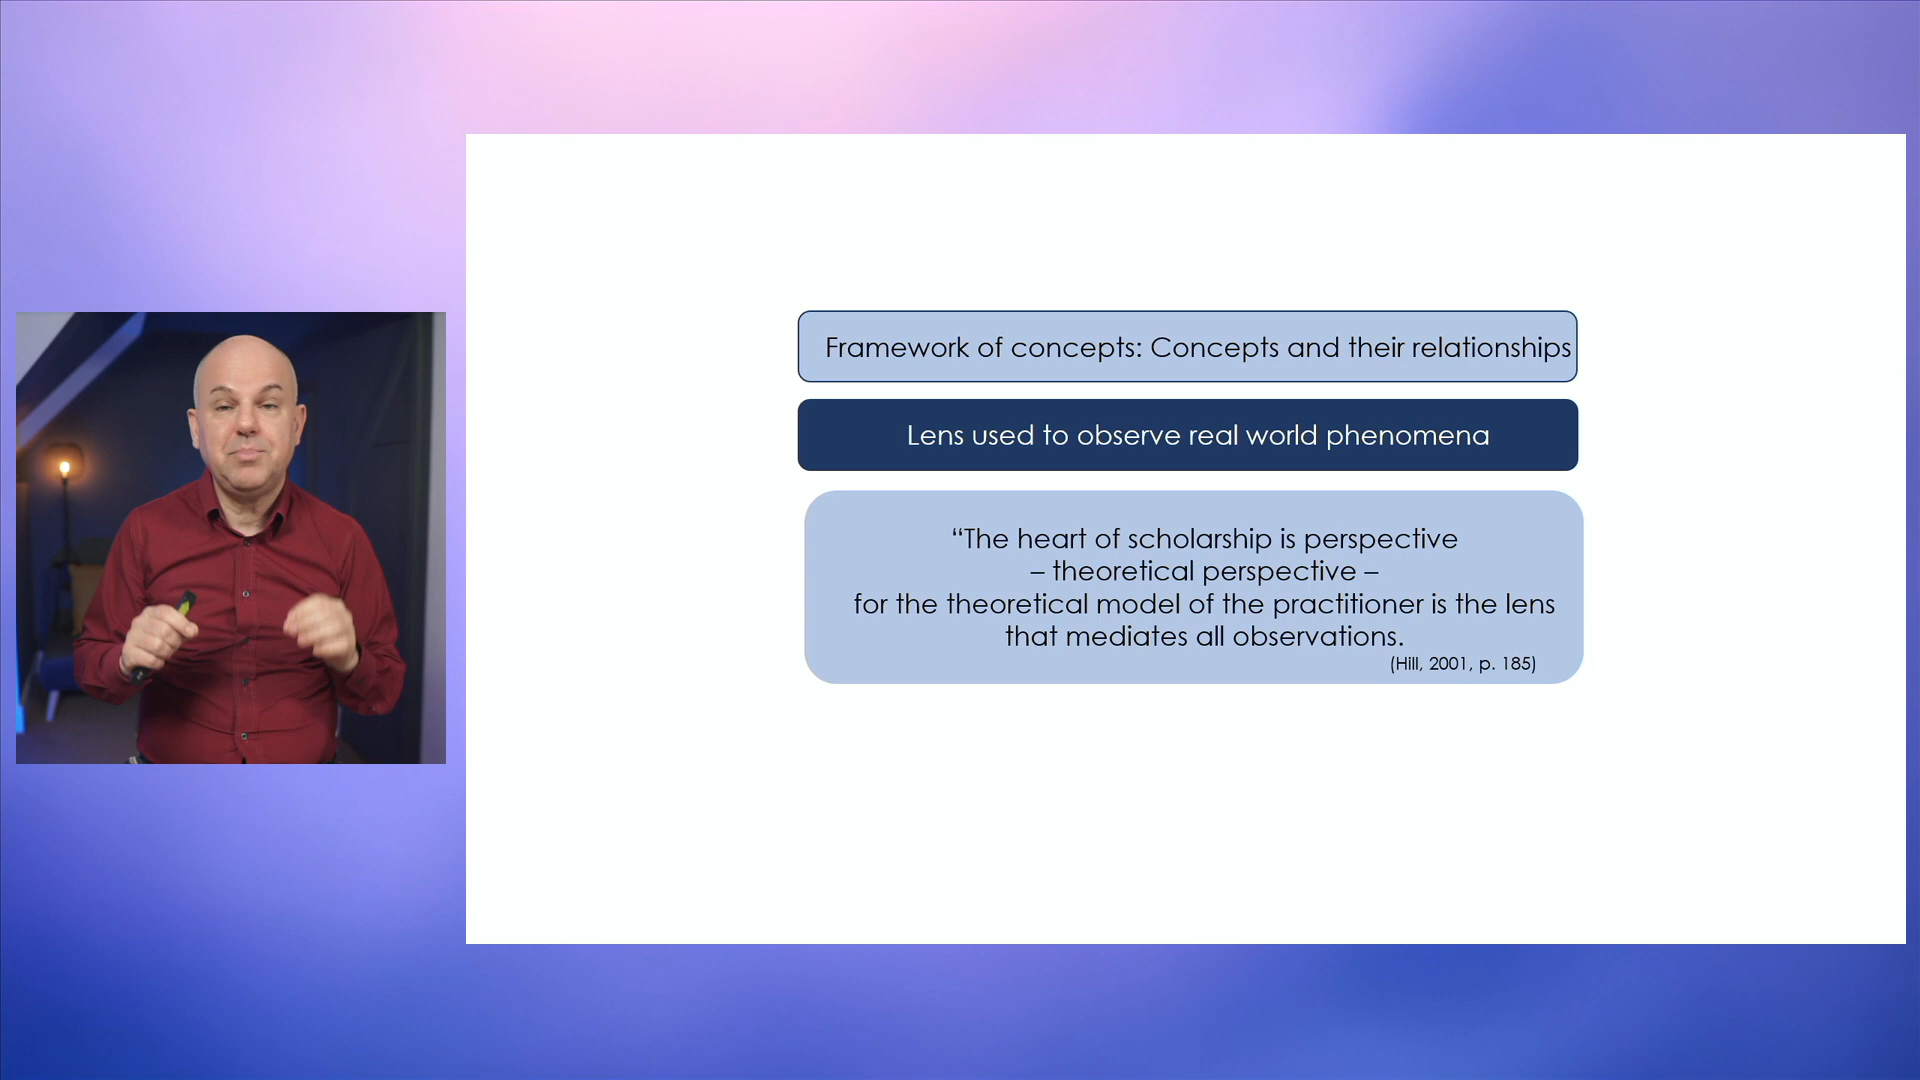 Framework of concepts: Concepts and their relationships
Lens used to observe real world phenomena
“The heart of scholarship is perspective
– theoretical perspective –
for the theoretical model of the practitioner is the lens
that mediates all observations.
(Hill, 2001, p. 185)